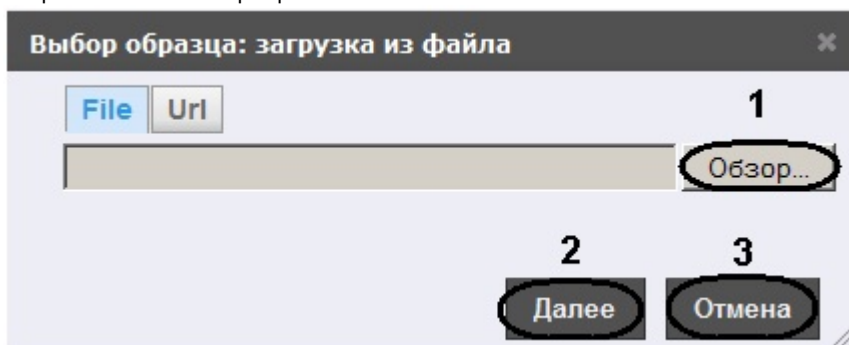 Выбор образца: загрузка из файла
File Url
1
Обзор...
2 3
Далее Отмена